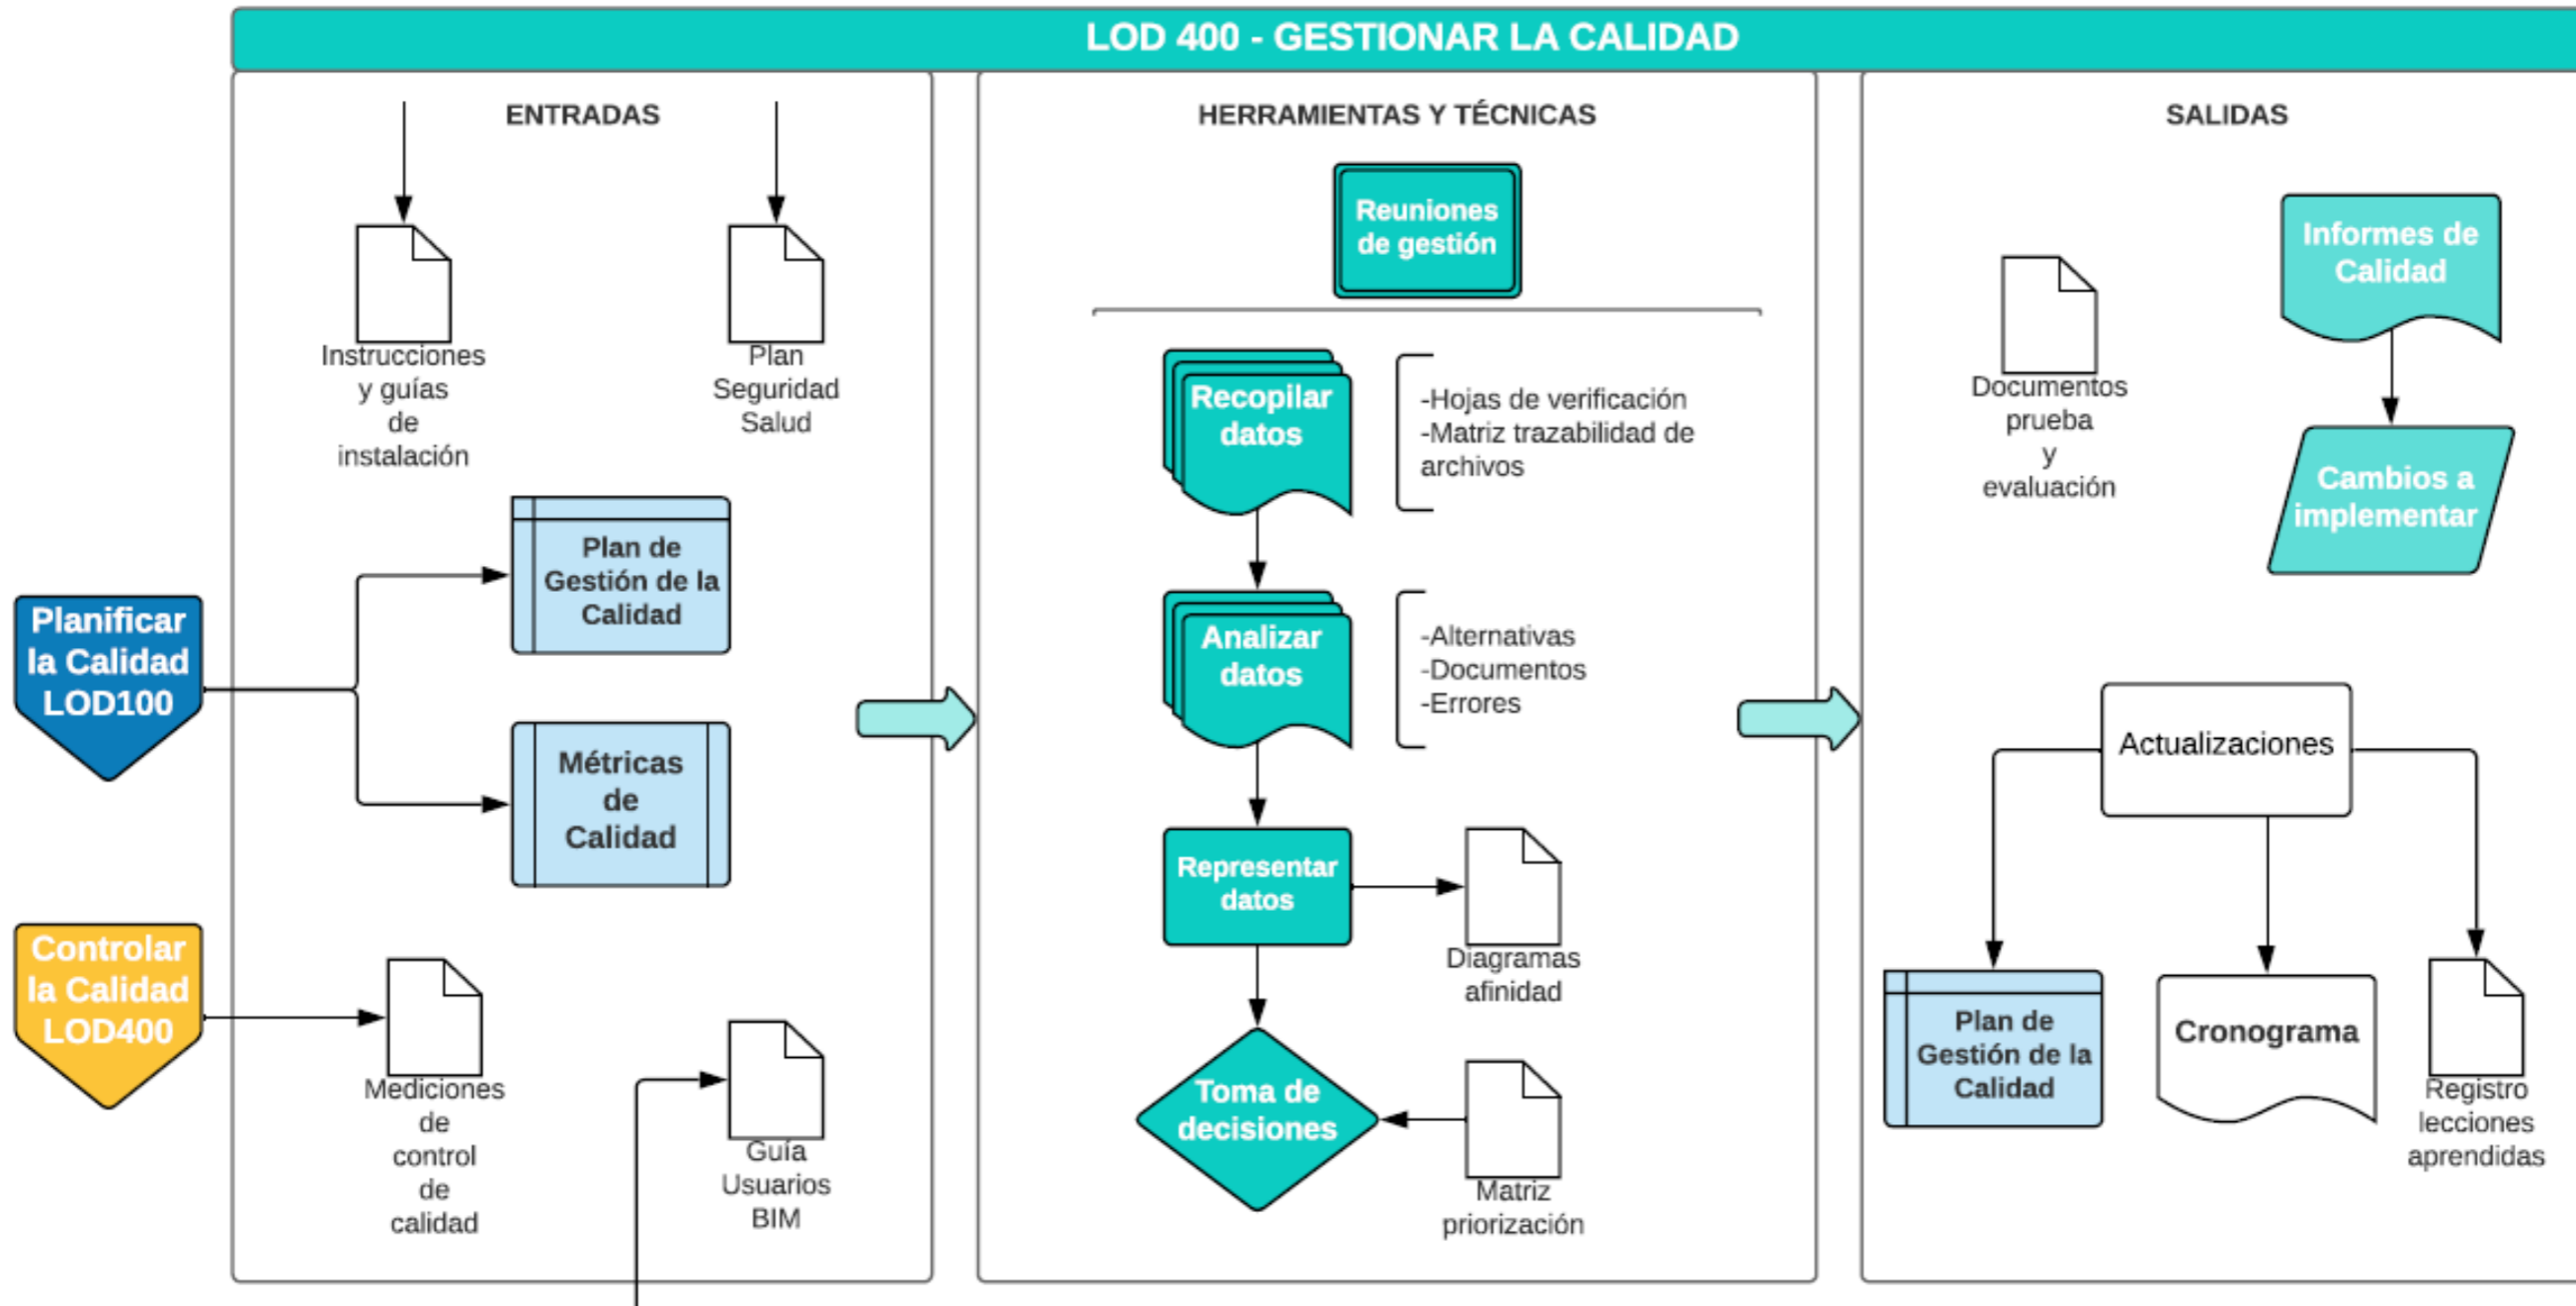 LOD 400 - GESTIONAR LA CALIDAD
ENTRADAS
Instrucciones
y guías
de
instalación
Plan
Seguridad
Salud
Plan de
Gestión de la
Calidad
Planificar
la Calidad
LOD100
Métricas
de
Calidad
Controlar
la Calidad
LOD400
Mediciones
de
control
de
calidad
Guía
Usuarios
BIM
HERRAMIENTAS Y TÉCNICAS
Reuniones
de gestión
Recopilar
datos
-Hojas de verificación
-Matriz trazabilidad de
archivos
Analizar
datos
-Alternativas
-Documentos
-Errores
Representar
datos
Diagramas
afinidad
Toma de
decisiones
Matriz
priorización
SALIDAS
Informes de
Calidad
Documentos
prueba
y
evaluación
Cambios a
implementar
Actualizaciones
Plan de
Gestión de la
Calidad
Cronograma
Registro
lecciones
aprendidas